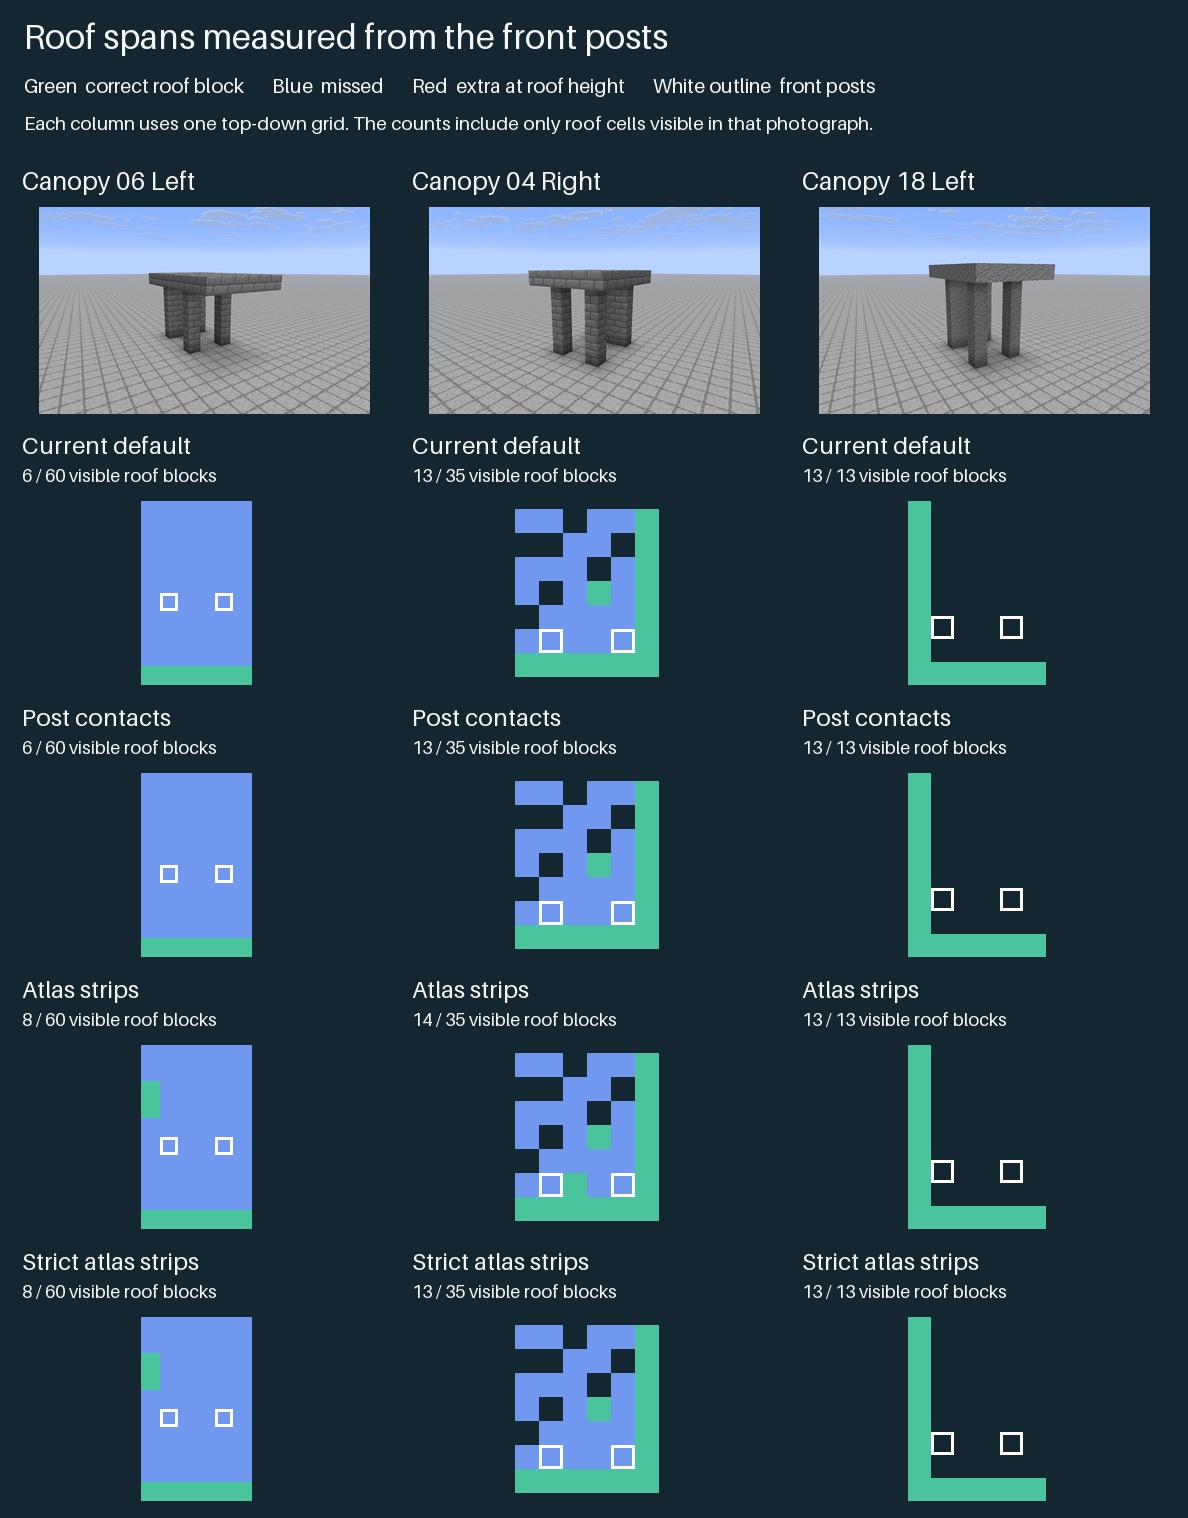 Roof spans measured from the front posts
Green correct roof block Blue missed Red extra at roof height White outline front posts
Each column uses one top-down grid. The counts include only roof cells visible in that photograph.
Canopy 06 Left Canopy 04 Right Canopy 18 Left
Current default Current default Current default
6 / 60 visible roof blocks 13 / 35 visible roof blocks 13 / 13 visible roof blocks
Post contacts Post contacts Post contacts
6 / 60 visible roof blocks 13 / 35 visible roof blocks 13 / 13 visible roof blocks
Atlas strips Atlas strips Atlas strips
8 / 60 visible roof blocks 14 / 35 visible roof blocks 13 / 13 visible roof blocks
Strict atlas strips Strict atlas strips Strict atlas strips
8 / 60 visible roof blocks 13 / 35 visible roof blocks 13 / 13 visible roof blocks